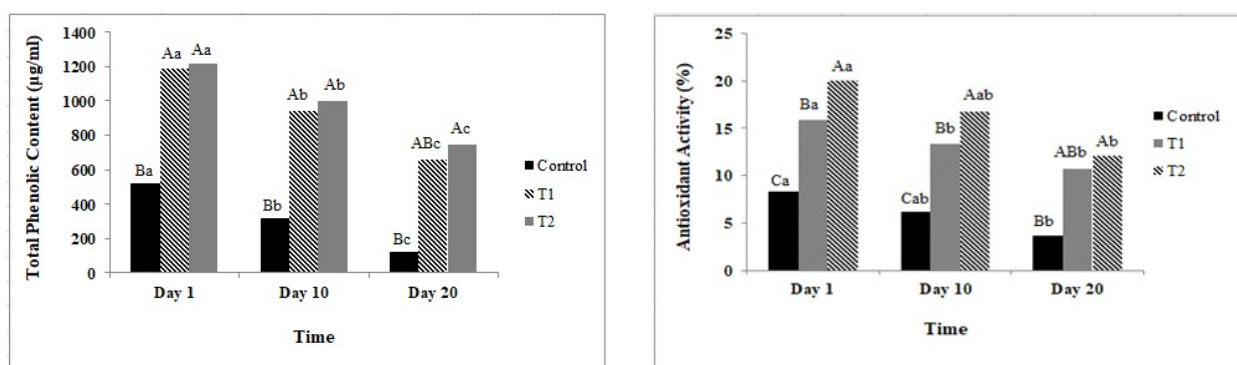 Total Phenolic Content (µg/ml)
1400
1200
1000
800
600
400
200
0
Ba
Aa
Aa
Bb
Ab
Ab
Bc
ABc
Ac
Day 1
Day 10
Day 20
Time
Control
T1
T2
Antioxidant Activity (%)
25
20
15
10
5
0
Ca
Ba
Aa
Cab
Bb
Aab
Bb
ABb
Ab
Day 1
Day 10
Day 20
Time
Control
T1
T2